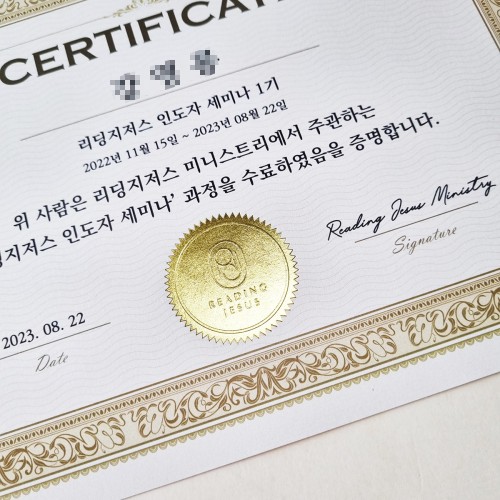 CERTIFICAT
리딩지저스 인도자 세미나 1기
2022년 11월 15일 ~ 2023년 08월 22일
위 사람은 리딩지저스 미니스트리에서 주관하는
딩지저스 인도자 세미나' 과정을 수료하였음을 증명합니다.
Reading Jesus Ministry
Signature
READING
JESUS
2023. 08. 22
Date